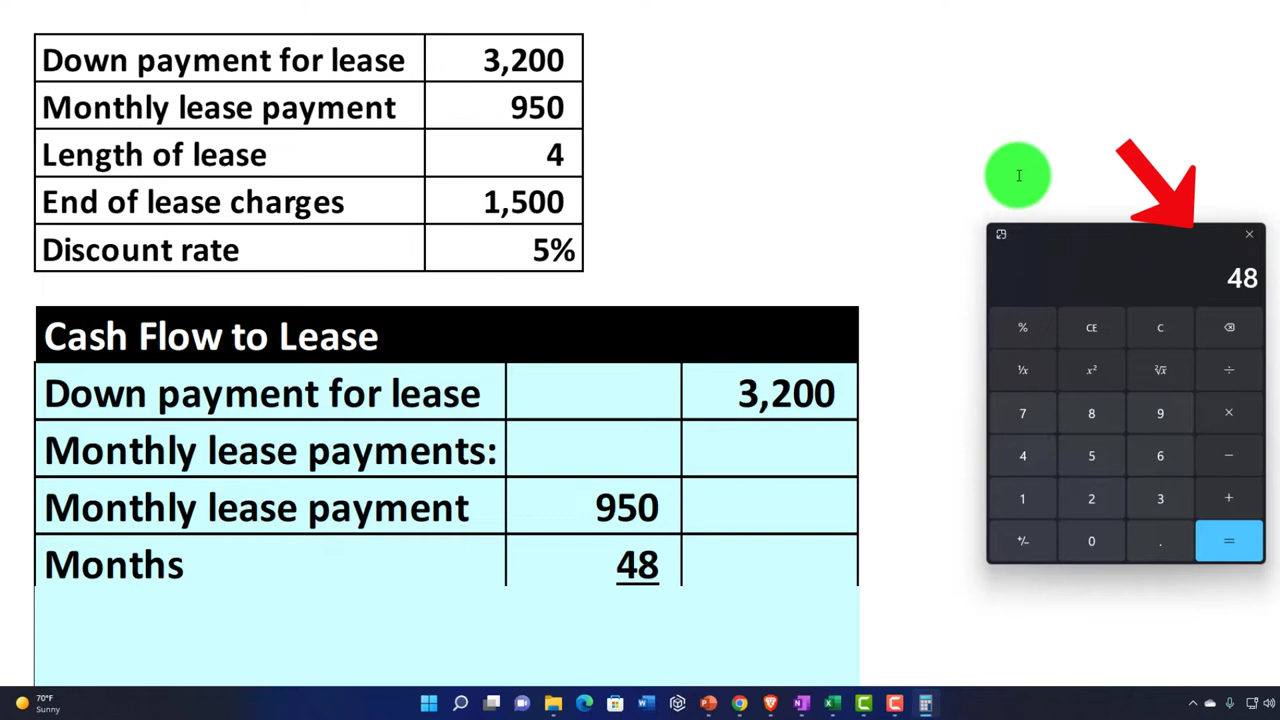 Down payment for lease 3,200
Monthly lease payment 950
Length of lease 4
End of lease charges 1,500
Discount rate 5%
Cash Flow to Lease
Down payment for lease 3,200
Monthly lease payments:
Monthly lease payment 950
Months 48
48
% CE C
1/x x² ²√x ÷
7 8 9 ×
4 5 6 −
1 2 3 +
+/− 0 . =
70°F
Sunny